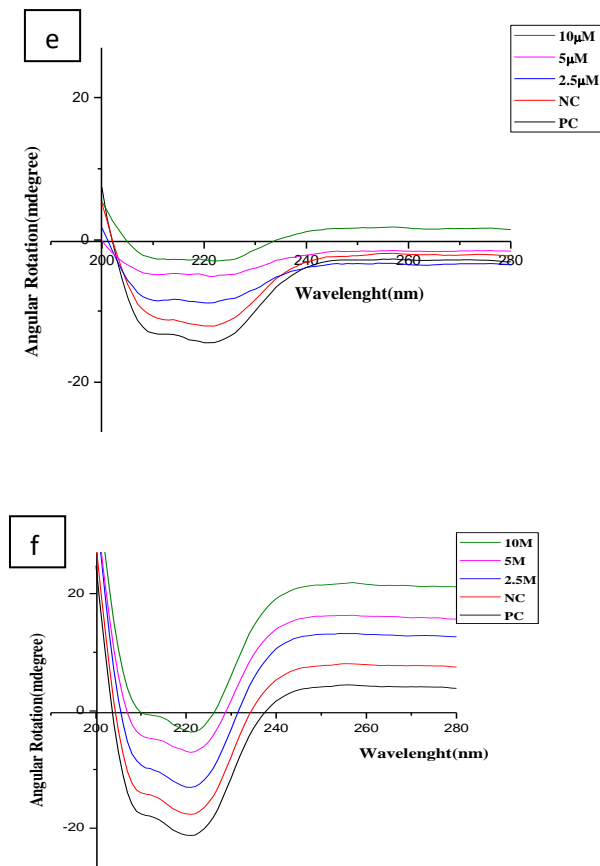 e
10μM
5μM
2.5μM
NC
PC
20
0
-20
200
220
240
260
280
Angular Rotation(mdegree)
Wavelenght(nm)
f
10M
5M
2.5M
NC
PC
20
0
-20
200
220
240
260
280
Angular Rotation(mdegree)
Wavelenght(nm)